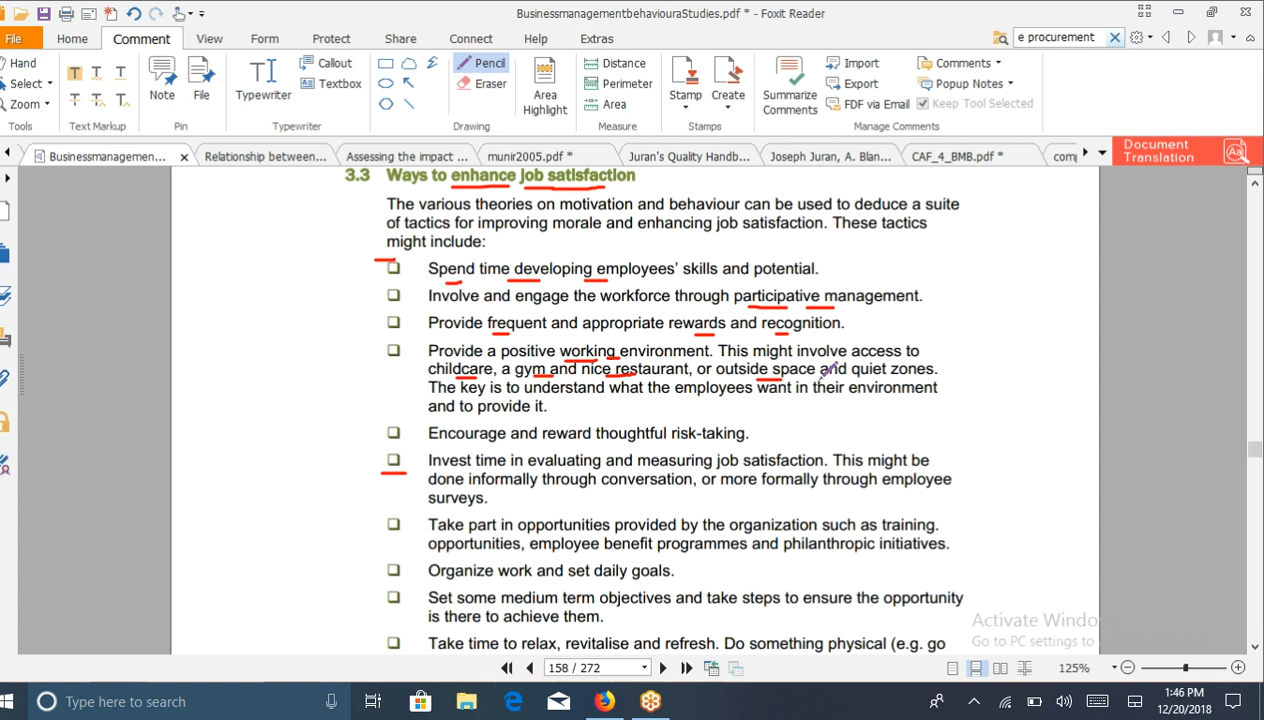 BusinessmanagementbehaviouraStudies.pdf * - Foxit Reader
File Home Comment View Form Protect Share Connect Help Extras e procurement
Hand
Select
Zoom
Note File Typewriter Callout Textbox Pencil Eraser Area Highlight Distance Perimeter Area Stamp Create Summarize Comments Import Export FDF via Email Comments Popup Notes Keep Tool Selected
Tools Text Markup Pin Typewriter Drawing Measure Stamps Manage Comments
Businessmanagemen... Relationship between... Assessing the impact ... munir2005.pdf * Juran's Quality Handb... Joseph Juran, A. Blan... CAF_4_BMB.pdf * com
Document
Translation
3.3 Ways to enhance job satisfaction
The various theories on motivation and behaviour can be used to deduce a suite
of tactics for improving morale and enhancing job satisfaction. These tactics
might include:
Spend time developing employees' skills and potential.
Involve and engage the workforce through participative management.
Provide frequent and appropriate rewards and recognition.
Provide a positive working environment. This might involve access to
childcare, a gym and nice restaurant, or outside space and quiet zones.
The key is to understand what the employees want in their environment
and to provide it.
Encourage and reward thoughtful risk-taking.
Invest time in evaluating and measuring job satisfaction. This might be
done informally through conversation, or more formally through employee
surveys.
Take part in opportunities provided by the organization such as training.
opportunities, employee benefit programmes and philanthropic initiatives.
Organize work and set daily goals.
Set some medium term objectives and take steps to ensure the opportunity
is there to achieve them.
Take time to relax, revitalise and refresh. Do something physical (e.g. go
Activate Windows
Go to PC settings to
158 / 272 125%
Type here to search
1:46 PM
12/20/2018